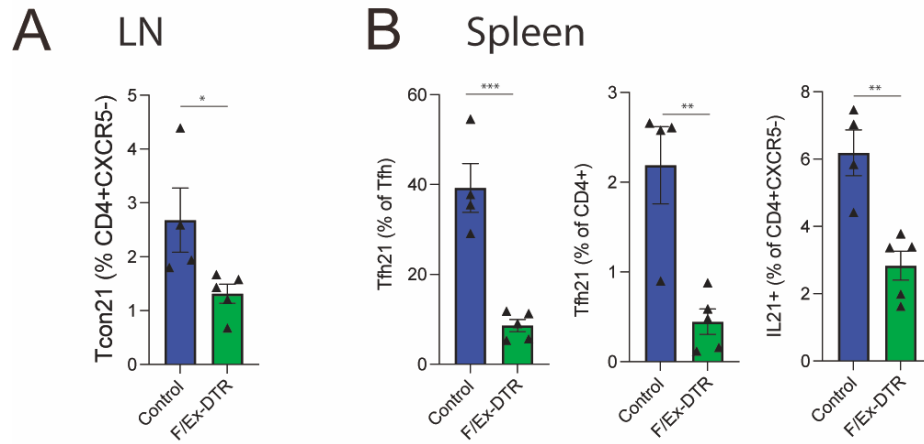 A LN
Tcon21 (% CD4+CXCR5-)
5
4
3
2
1
0
*
Control
F/Ex-DTR
B Spleen
Tfh21 (% of Tfh)
60
40
20
0
***
Control
F/Ex-DTR
Tfh21 (% of CD4+)
3
2
1
0
**
Control
F/Ex-DTR
IL21+ (% of CD4+CXCR5-)
8
6
4
2
0
**
Control
F/Ex-DTR